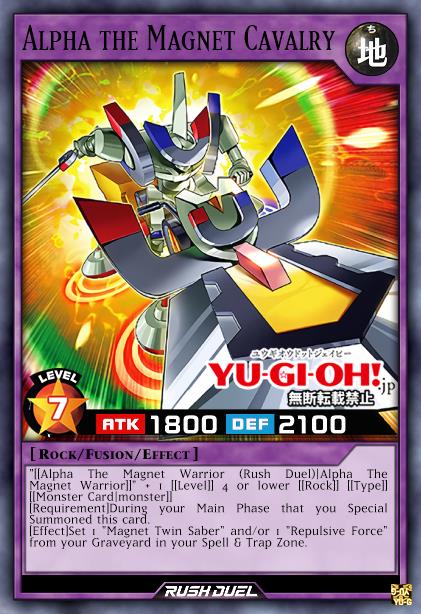 Alpha the Magnet Cavalry
ち
地
ユウギオウドットジェイピー
YU-GI-OH!.jp
無断転載禁止
LEVEL
7
ATK 1800 DEF 2100
[ Rock/Fusion/Effect ]
"[[Alpha The Magnet Warrior (Rush Duel)|Alpha The
Magnet Warrior]]" + 1 [[Level]] 4 or lower [[Rock]] [[Type]]
[[Monster Card|monster]]
[Requirement]During your Main Phase that you Special
Summoned this card.
[Effect]Set 1 "Magnet Twin Saber" and/or 1 "Repulsive Force"
from your Graveyard in your Spell & Trap Zone.
RUSH DUEL